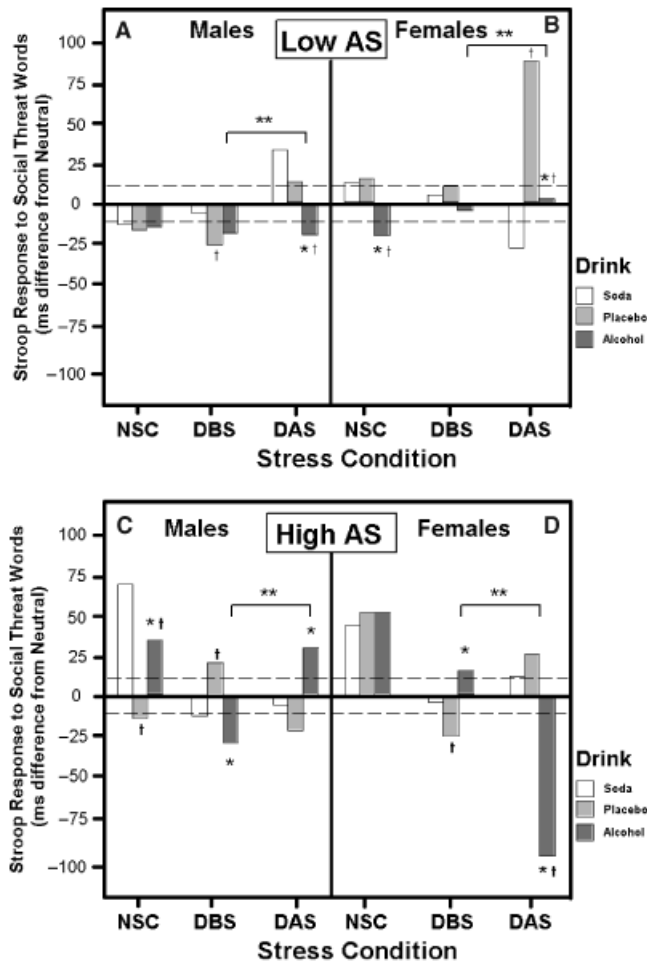 A Males Low AS Females B
100
75
50
25
0
−25
−50
−75
−100
Stroop Response to Social Threat Words
(ms difference from Neutral)
**
**
†
*†
†
*†
*†
Drink
Soda
Placebo
Alcohol
NSC DBS DAS NSC DBS DAS
Stress Condition
C Males High AS Females D
100
75
50
25
0
−25
−50
−75
−100
Stroop Response to Social Threat Words
(ms difference from Neutral)
**
**
*†
†
*
*
†
*
†
*†
Drink
Soda
Placebo
Alcohol
NSC DBS DAS NSC DBS DAS
Stress Condition